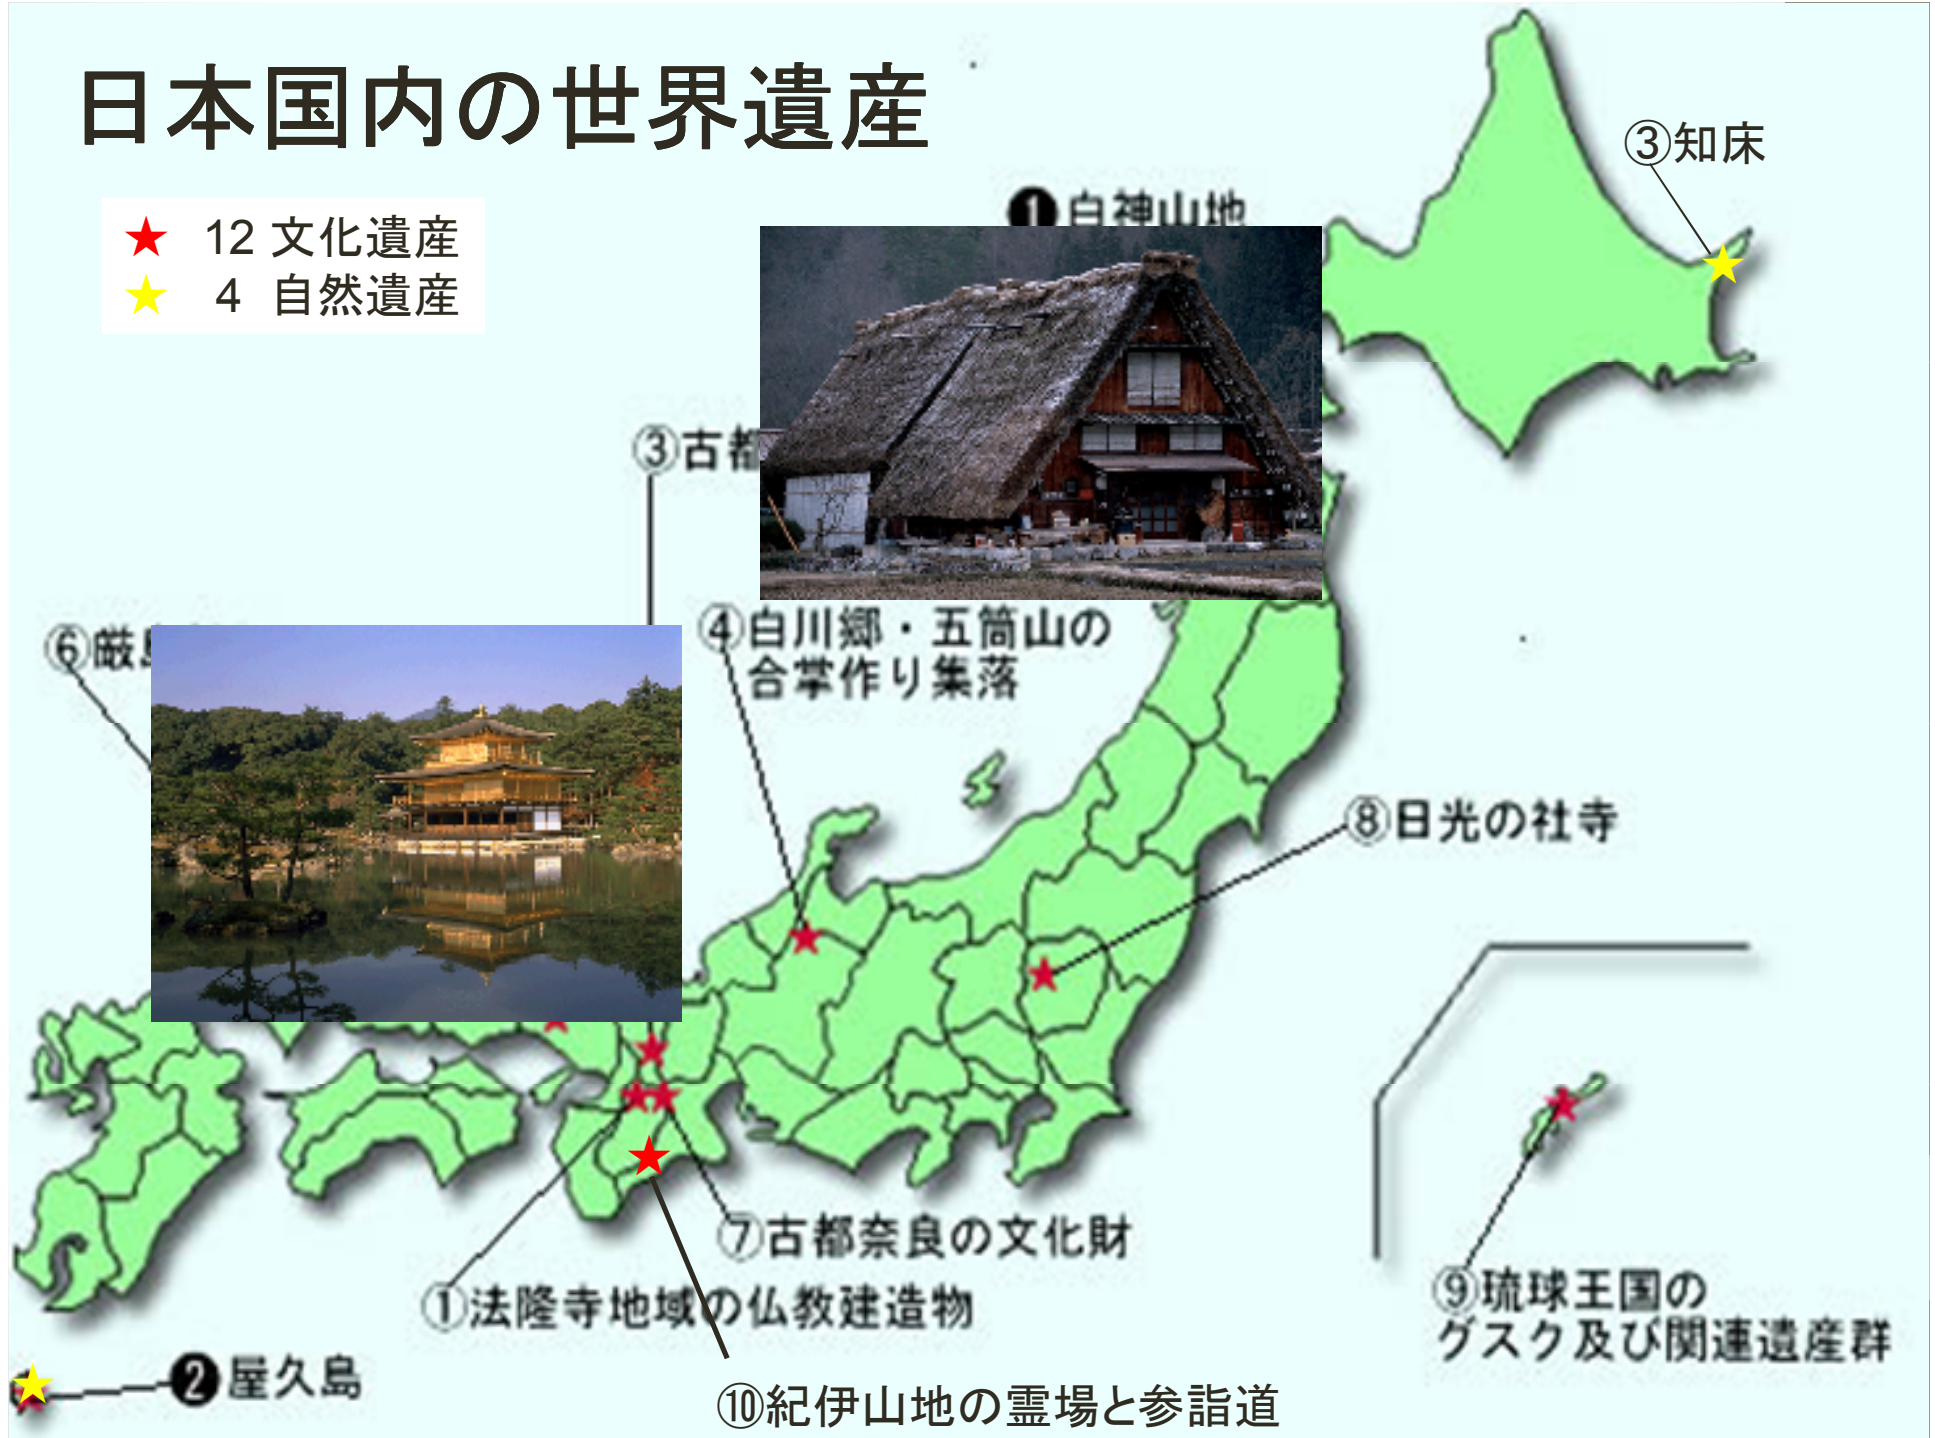 日本国内の世界遺産
★ 12 文化遺産
★ 4 自然遺産
③知床
❶白神山地
③古都
④白川郷・五箇山の
合掌作り集落
⑥厳
⑧日光の社寺
⑦古都奈良の文化財
①法隆寺地域の仏教建造物
⑨琉球王国の
グスク及び関連遺産群
❷屋久島
⑩紀伊山地の霊場と参詣道